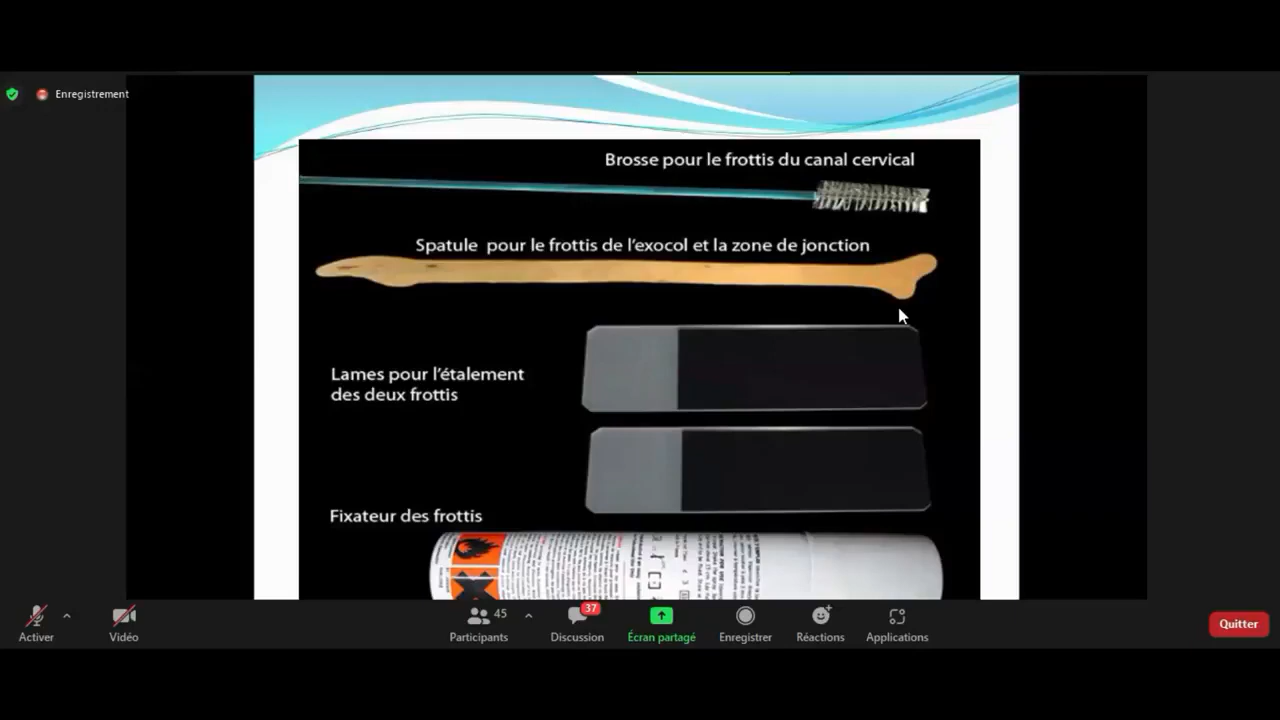 Enregistrement
Brosse pour le frottis du canal cervical
Spatule pour le frottis de l'exocol et la zone de jonction
Lames pour l'étalement
des deux frottis
Fixateur des frottis
Activer
Vidéo
45
Participants
37
Discussion
Écran partagé
Enregistrer
Réactions
Applications
Quitter